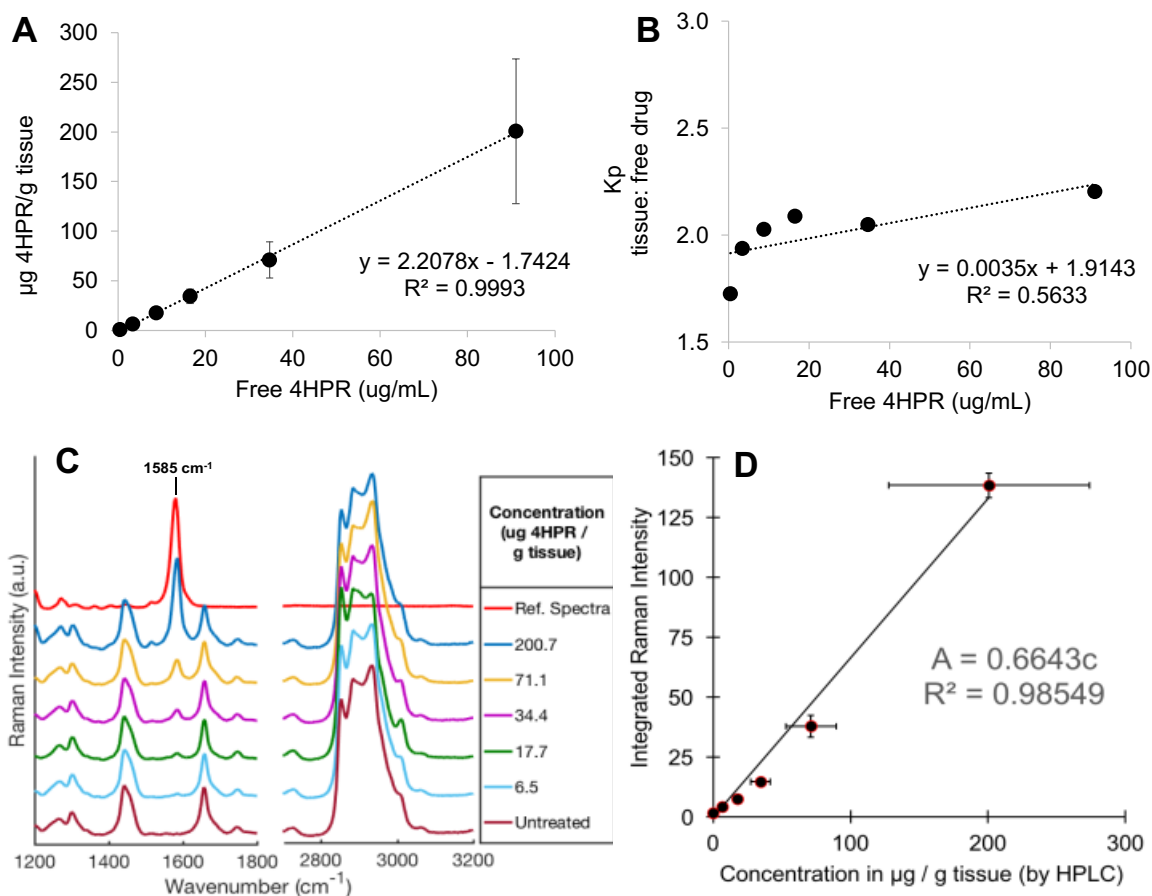 A
300
250
200
150
100
50
0
0
20
40
60
80
100
µg 4HPR/g tissue
Free 4HPR (ug/mL)
y = 2.2078x - 1.7424
R² = 0.9993
B
3.0
2.5
2.0
1.5
0
20
40
60
80
100
Kp
tissue: free drug
Free 4HPR (ug/mL)
y = 0.0035x + 1.9143
R² = 0.5633
C
1585 cm⁻¹
Raman Intensity (a.u.)
1200
1400
1600
1800
2800
3000
3200
Wavenumber (cm⁻¹)
Concentration
(ug 4HPR /
g tissue)
Ref. Spectra
200.7
71.1
34.4
17.7
6.5
Untreated
D
150
125
100
75
50
25
0
0
100
200
300
Integrated Raman Intensity
A = 0.6643c
R² = 0.98549
Concentration in µg / g tissue (by HPLC)